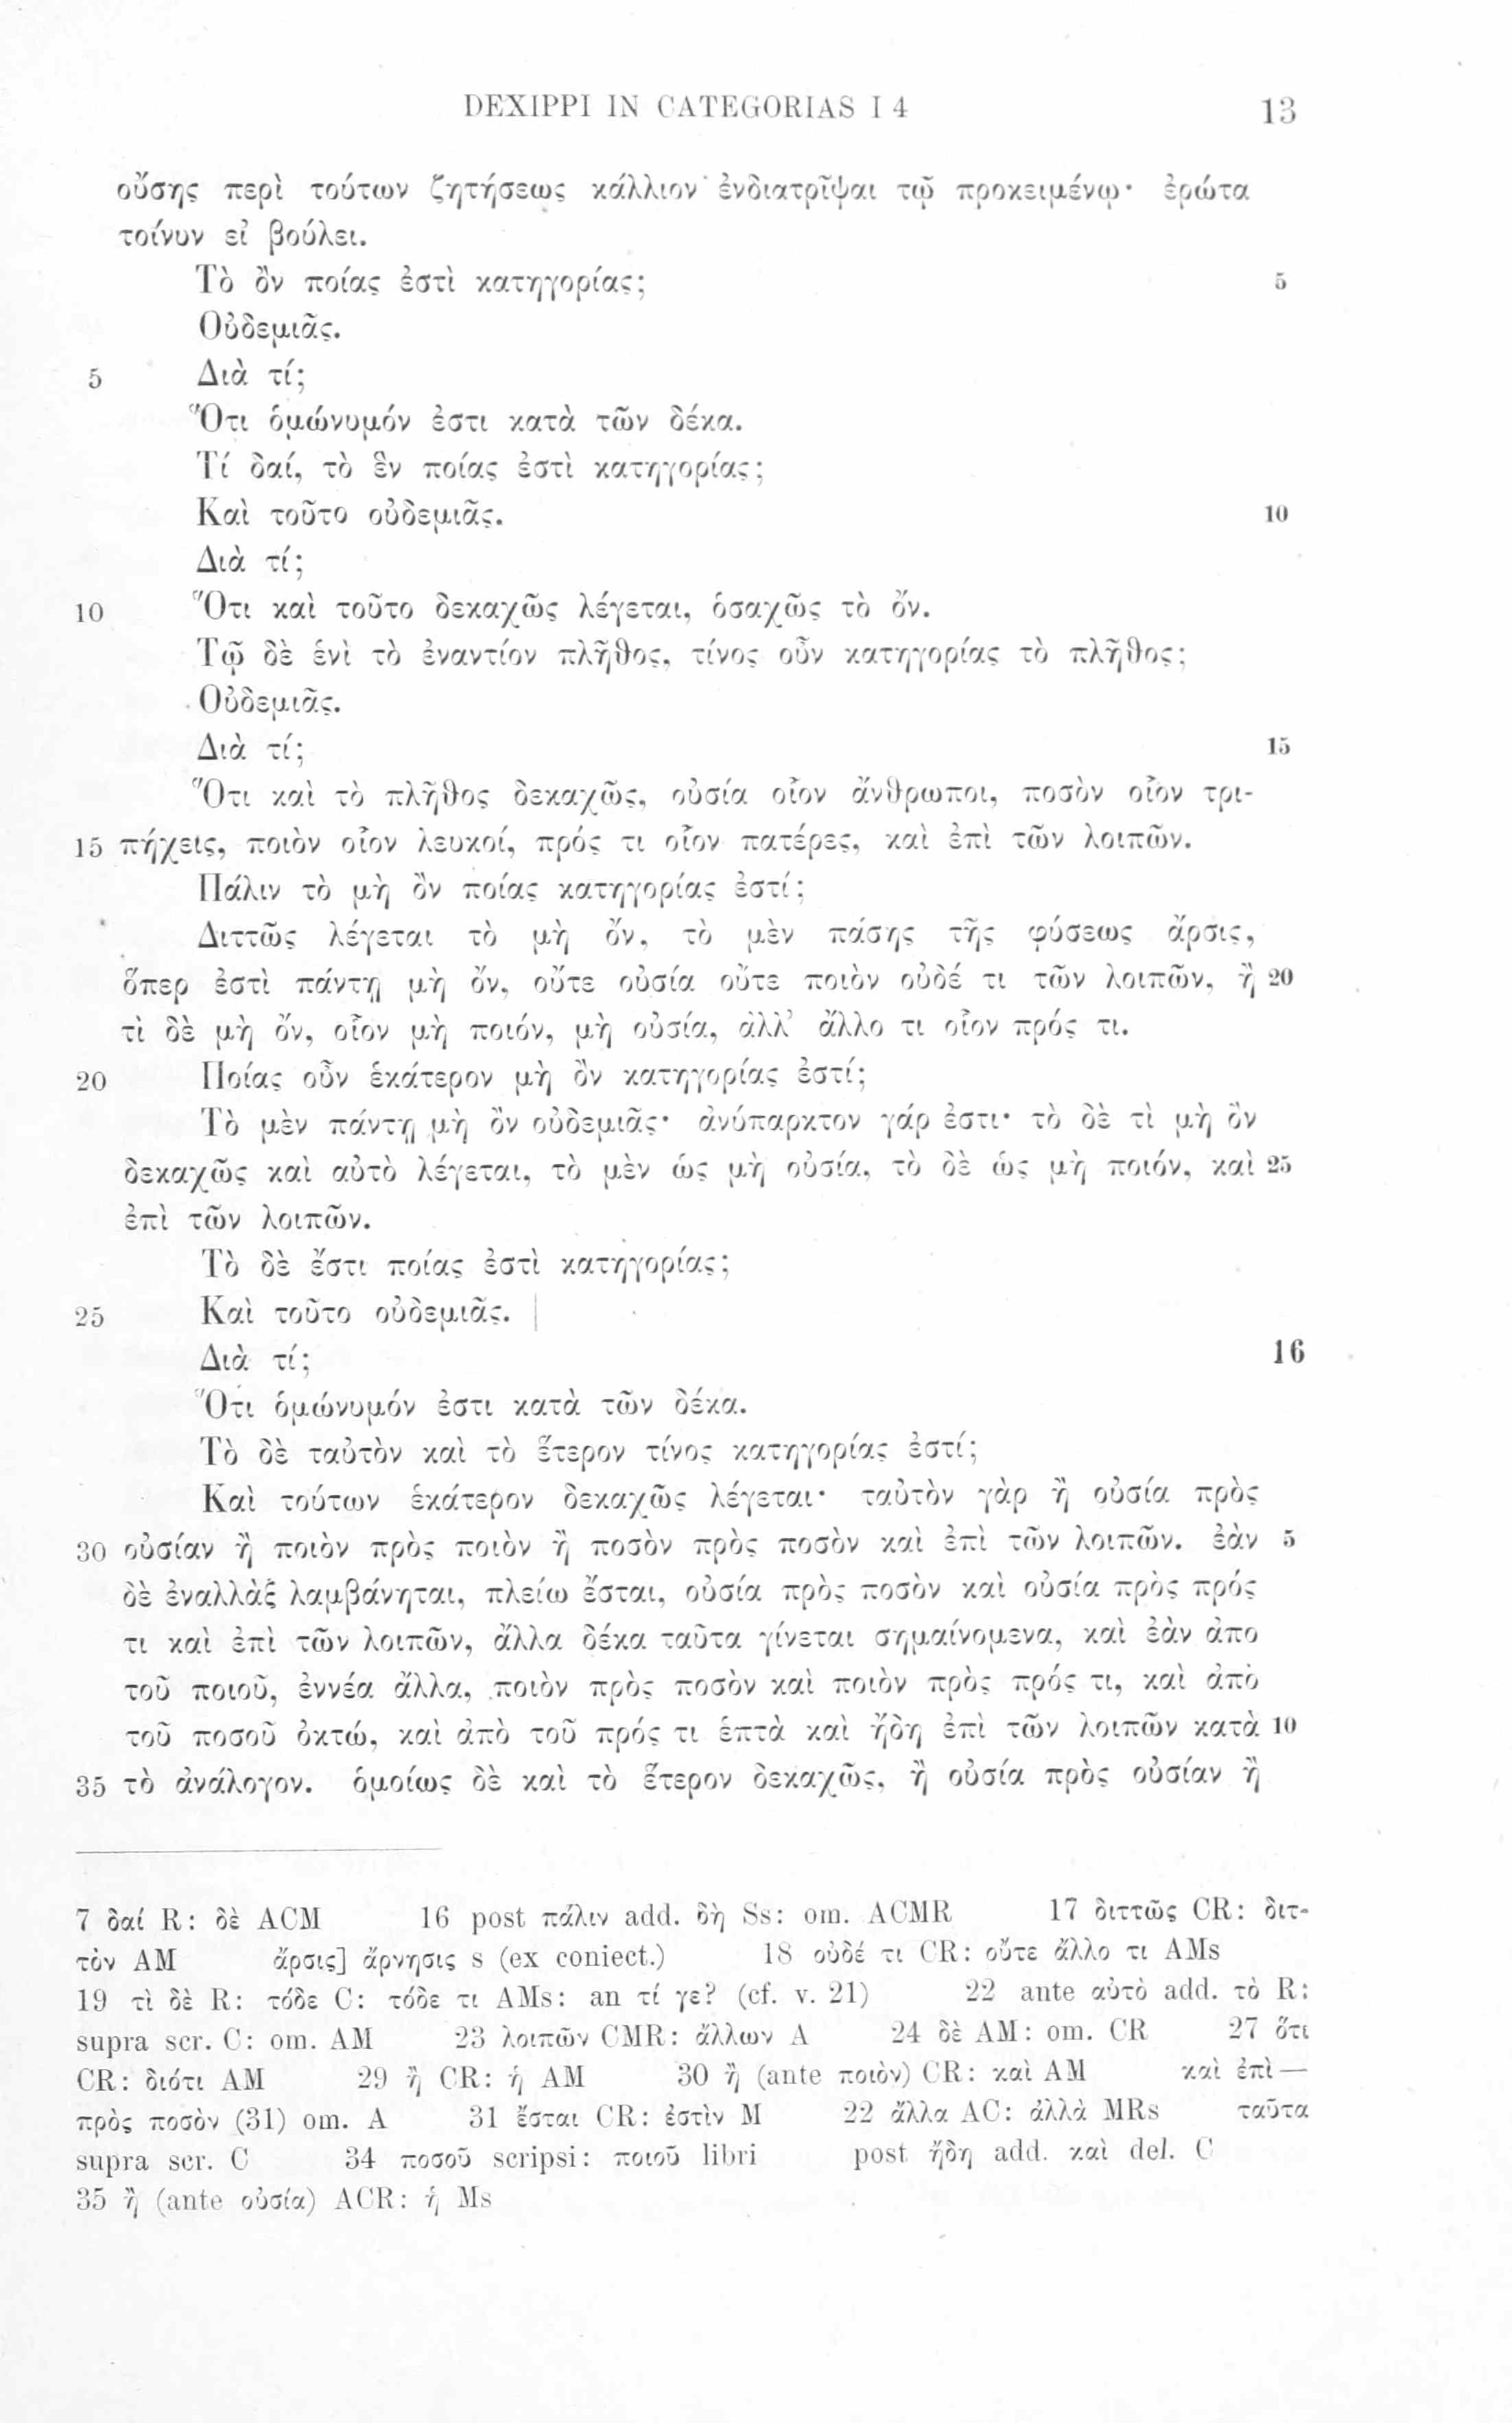 DEXIPPI IN CATEGORIAS I 4 13
οὔσης περὶ τούτων ζητήσεως κάλλιον ἐνδιατρῖψαι τῷ προκειμένῳ· ἐρώτα
τοίνυν εἰ βούλει.
Τὸ ὂν ποίας ἐστὶ κατηγορίας; 5
Οὐδεμιᾶς.
5 Διὰ τί;
Ὅτι ὁμώνυμόν ἐστι κατὰ τῶν δέκα.
Τί δαί, τὸ ἓν ποίας ἐστὶ κατηγορίας;
Καὶ τοῦτο οὐδεμιᾶς. 10
Διὰ τί;
10 Ὅτι καὶ τοῦτο δεκαχῶς λέγεται, ὁσαχῶς τὸ ὄν.
Τῷ δὲ ἑνὶ τὸ ἐναντίον πλῆθος, τίνος οὖν κατηγορίας τὸ πλῆθος;
Οὐδεμιᾶς.
Διὰ τί; 15
Ὅτι καὶ τὸ πλῆθος δεκαχῶς, οὐσία οἷον ἄνθρωποι, ποσὸν οἷον τρι-
15 πήχεις, ποιὸν οἷον λευκοί, πρός τι οἷον πατέρες, καὶ ἐπὶ τῶν λοιπῶν.
Πάλιν τὸ μὴ ὂν ποίας κατηγορίας ἐστί;
Διττῶς λέγεται τὸ μὴ ὄν, τὸ μὲν πάσης τῆς φύσεως ἄρσις,
ὅπερ ἐστὶ πάντῃ μὴ ὄν, οὔτε οὐσία οὔτε ποιὸν οὐδέ τι τῶν λοιπῶν, ἢ 20
τὶ δὲ μὴ ὄν, οἷον μὴ ποιόν, μὴ οὐσία, ἀλλ’ ἄλλο τι οἷον πρός τι.
20 Ποίας οὖν ἑκάτερον μὴ ὂν κατηγορίας ἐστί;
Τὸ μὲν πάντῃ μὴ ὂν οὐδεμιᾶς· ἀνύπαρκτον γάρ ἐστι· τὸ δὲ τὶ μὴ ὂν
δεκαχῶς καὶ αὐτὸ λέγεται, τὸ μὲν ὡς μὴ οὐσία, τὸ δὲ ὡς μὴ ποιόν, καὶ 25
ἐπὶ τῶν λοιπῶν.
Τὸ δὲ ἔστι ποίας ἐστὶ κατηγορίας;
25 Καὶ τοῦτο οὐδεμιᾶς. |
Διὰ τί; 16
Ὅτι ὁμώνυμόν ἐστι κατὰ τῶν δέκα.
Τὸ δὲ ταὐτὸν καὶ τὸ ἕτερον τίνος κατηγορίας ἐστί;
Καὶ τούτων ἑκάτερον δεκαχῶς λέγεται· ταὐτὸν γὰρ ἢ οὐσία πρὸς
30 οὐσίαν ἢ ποιὸν πρὸς ποιὸν ἢ ποσὸν πρὸς ποσὸν καὶ ἐπὶ τῶν λοιπῶν. ἐὰν 5
δὲ ἐναλλὰξ λαμβάνηται, πλείω ἔσται, οὐσία πρὸς ποσὸν καὶ οὐσία πρὸς πρός
τι καὶ ἐπὶ τῶν λοιπῶν, ἄλλα δέκα ταῦτα γίνεται σημαίνομενα, καὶ ἐὰν ἀπο
τοῦ ποιοῦ, ἐννέα ἄλλα, ποιὸν πρὸς ποσὸν καὶ ποιὸν πρὸς πρός τι, καὶ ἀπὸ
τοῦ ποσοῦ ὀκτώ, καὶ ἀπὸ τοῦ πρός τι ἑπτὰ καὶ ἤδη ἐπὶ τῶν λοιπῶν κατὰ 10
35 τὸ ἀνάλογον. ὁμοίως δὲ καὶ τὸ ἕτερον δεκαχῶς, ἢ οὐσία πρὸς οὐσίαν ἢ
7 δαί R: δὲ ACM 16 post πάλιν add. δὴ Ss: om. ACMR 17 διττῶς CR: διτ-
τὸν AM ἄρσις] ἄρνησις s (ex coniect.) 18 οὐδέ τι CR: οὔτε ἄλλο τι AMs
19 τὶ δὲ R: τόδε C: τόδε τι AMs: an τί γε? (cf. v. 21) 22 ante αὐτὸ add. τὸ R:
supra scr. C: om. AM 23 λοιπῶν CMR: ἄλλων A 24 δὲ AM: om. CR 27 ὅτι
CR: διότι AM 29 ἢ CR: ἡ AM 30 ἢ (ante ποιὸν) CR: καὶ AM καὶ ἐπὶ —
πρὸς ποσὸν (31) om. A 31 ἔσται CR: ἐστὶν M 22 ἄλλα AC: ἀλλὰ MRs ταῦτα
supra scr. C 34 ποσοῦ scripsi: ποιοῦ libri post ἤδη add. καὶ del. C
35 ἢ (ante οὐσία) ACR: ἡ Ms